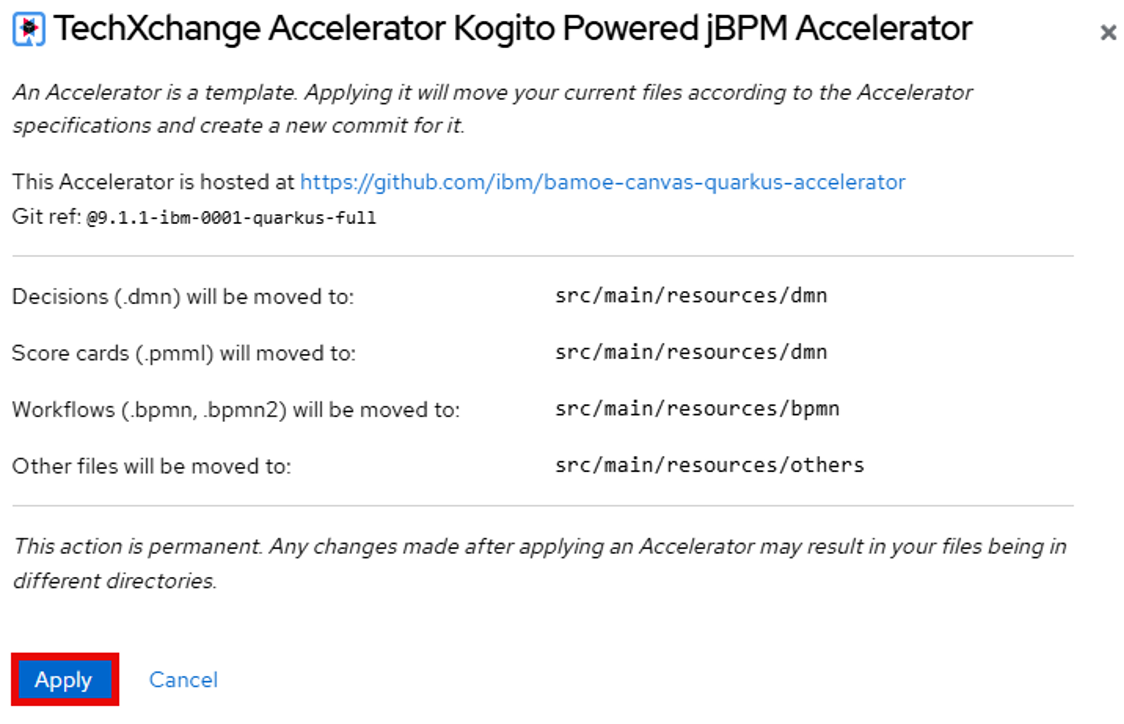 TechXchange Accelerator Kogito Powered jBPM Accelerator
An Accelerator is a template. Applying it will move your current files according to the Accelerator
specifications and create a new commit for it.
This Accelerator is hosted at https://github.com/ibm/bamoe-canvas-quarkus-accelerator
Git ref: @9.1.1-ibm-0001-quarkus-full
Decisions (.dmn) will be moved to: src/main/resources/dmn
Score cards (.pmml) will moved to: src/main/resources/dmn
Workflows (.bpmn, .bpmn2) will be moved to: src/main/resources/bpmn
Other files will be moved to: src/main/resources/others
This action is permanent. Any changes made after applying an Accelerator may result in your files being in
different directories.
Apply Cancel